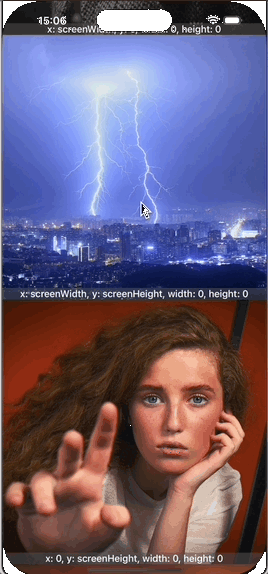 15:06
x: screenWidth, y: 0, width: 0, height: 0
x: screenWidth, y: screenHeight, width: 0, height: 0
x: 0, y: screenHeight, width: 0, height: 0